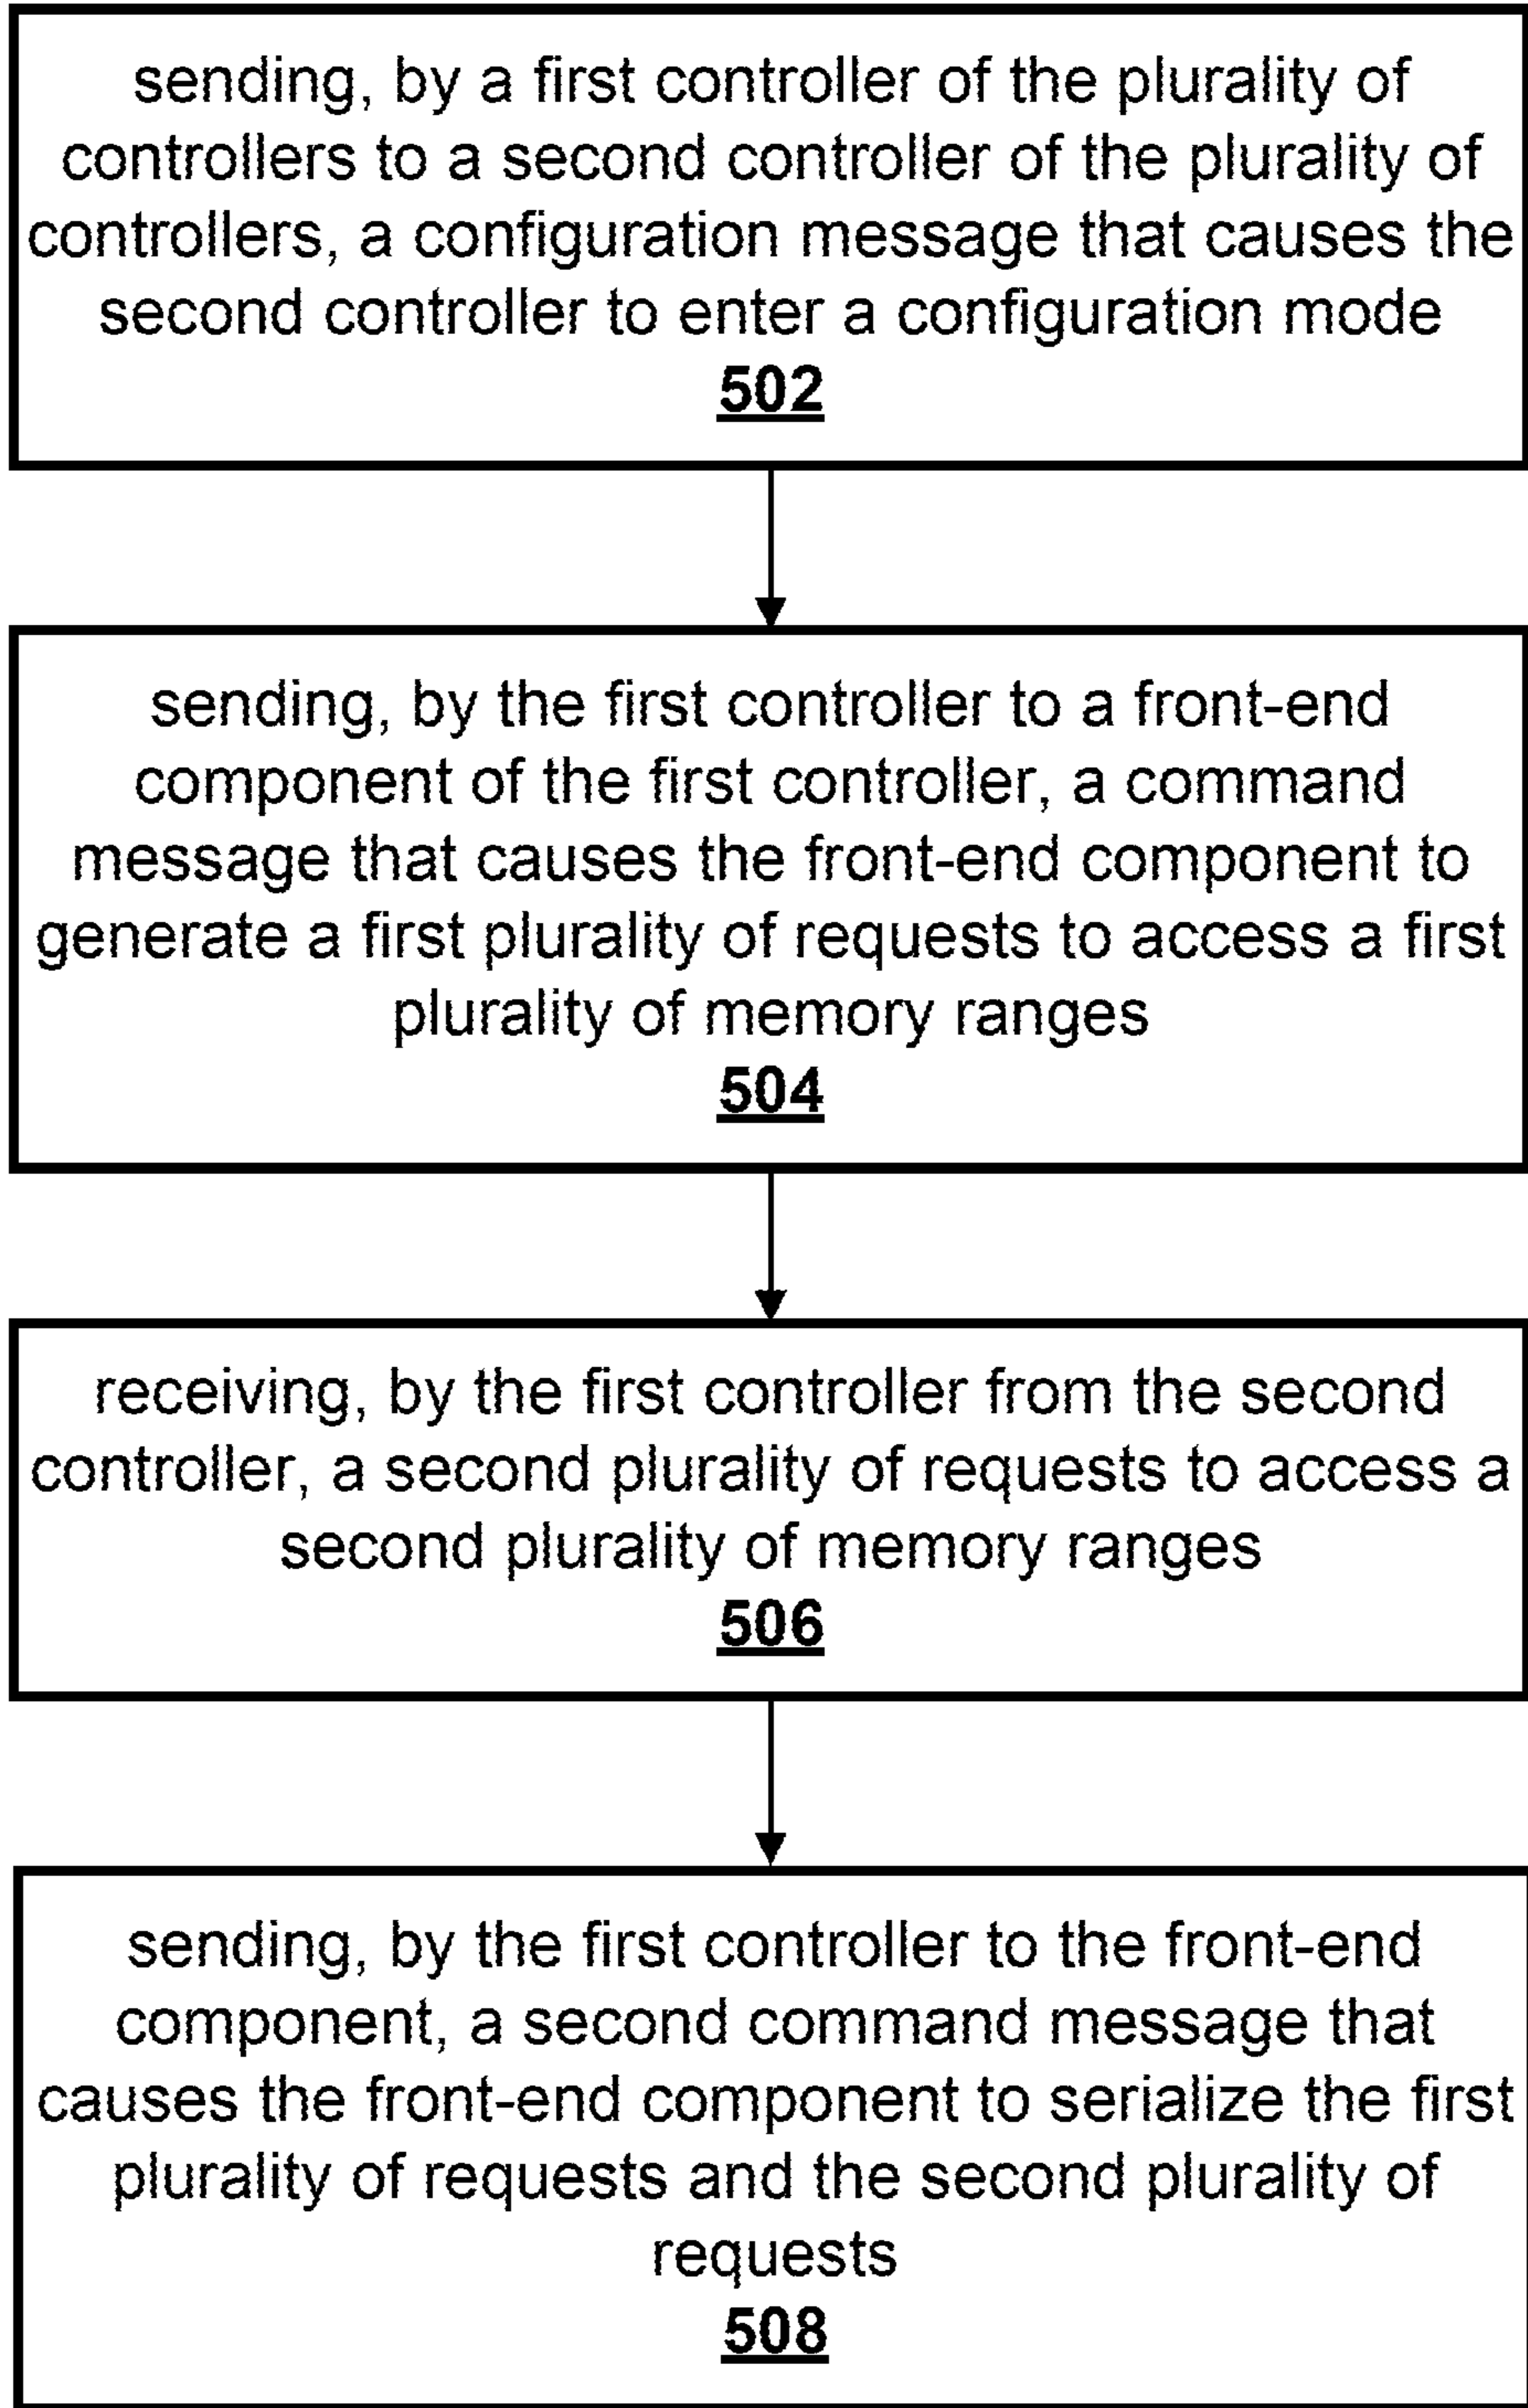 sending, by a first controller of the plurality of
controllers to a second controller of the plurality of
controllers, a configuration message that causes the
second controller to enter a configuration mode
502
sending, by the first controller to a front-end
component of the first controller, a command
message that causes the front-end component to
generate a first plurality of requests to access a first
plurality of memory ranges
504
receiving, by the first controller from the second
controller, a second plurality of requests to access a
second plurality of memory ranges
506
sending, by the first controller to the front-end
component, a second command message that
causes the front-end component to serialize the first
plurality of requests and the second plurality of
requests
508